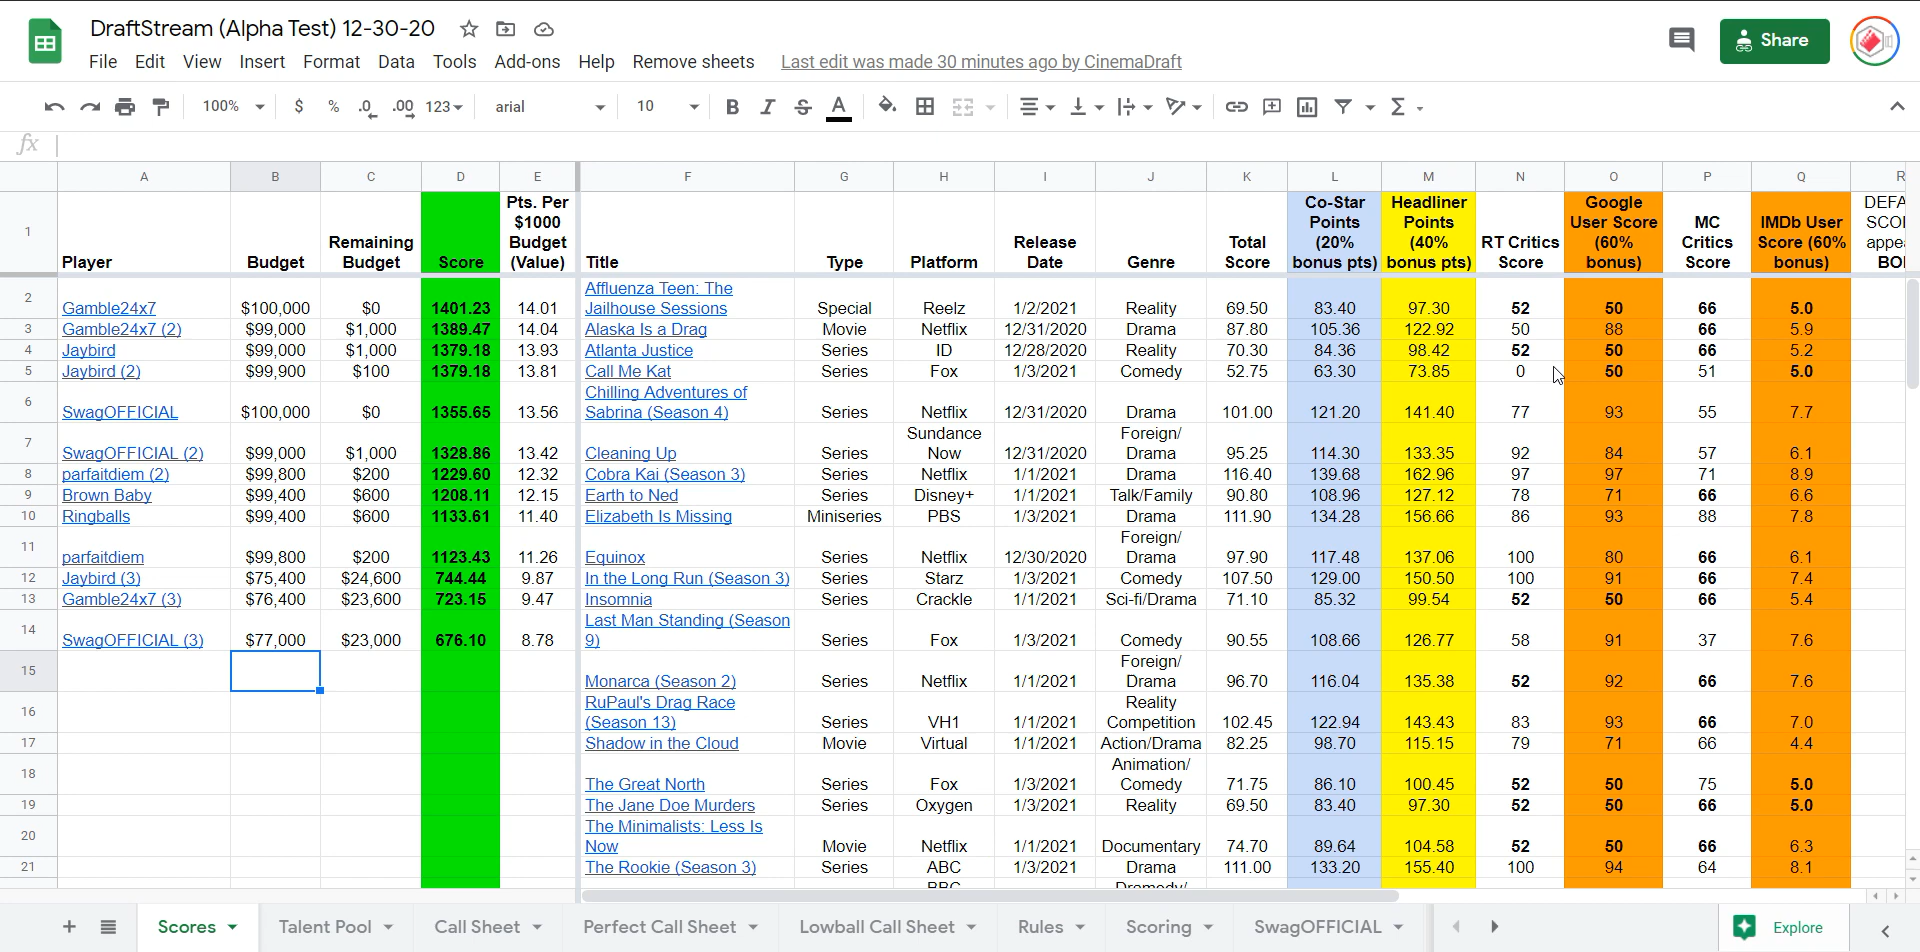 DraftStream (Alpha Test) 12-30-20
File Edit View Insert Format Data Tools Add-ons Help Remove sheets Last edit was made 30 minutes ago by CinemaDraft
Share
100% $ % .0 .00 123 arial 10 B I S A
fx
A B C D E F G H I J K L M N O P Q R
1 Player Budget Remaining Budget Score Pts. Per $1000 Budget (Value) Title Type Platform Release Date Genre Total Score Co-Star Points (20% bonus pts) Headliner Points (40% bonus pts) RT Critics Score Google User Score (60% bonus) MC Critics Score IMDb User Score (60% bonus) DEFA SCO appe BO
2 Gamble24x7 $100,000 $0 1401.23 14.01 Affluenza Teen: The Jailhouse Sessions Special Reelz 1/2/2021 Reality 69.50 83.40 97.30 52 50 66 5.0
3 Gamble24x7 (2) $99,000 $1,000 1389.47 14.04 Alaska Is a Drag Movie Netflix 12/31/2020 Drama 87.80 105.36 122.92 50 88 66 5.9
4 Jaybird $99,000 $1,000 1379.18 13.93 Atlanta Justice Series ID 12/28/2020 Reality 70.30 84.36 98.42 52 50 66 5.2
5 Jaybird (2) $99,900 $100 1379.18 13.81 Call Me Kat Series Fox 1/3/2021 Comedy 52.75 63.30 73.85 0 50 51 5.0
6 SwagOFFICIAL $100,000 $0 1355.65 13.56 Chilling Adventures of Sabrina (Season 4) Series Netflix 12/31/2020 Drama 101.00 121.20 141.40 77 93 55 7.7
7 SwagOFFICIAL (2) $99,000 $1,000 1328.86 13.42 Cleaning Up Series Sundance Now 12/31/2020 Foreign/ Drama 95.25 114.30 133.35 92 84 57 6.1
8 parfaitdiem (2) $99,800 $200 1229.60 12.32 Cobra Kai (Season 3) Series Netflix 1/1/2021 Drama 116.40 139.68 162.96 97 97 71 8.9
9 Brown Baby $99,400 $600 1208.11 12.15 Earth to Ned Series Disney+ 1/1/2021 Talk/Family 90.80 108.96 127.12 78 71 66 6.6
10 Ringballs $99,400 $600 1133.61 11.40 Elizabeth Is Missing Miniseries PBS 1/3/2021 Drama 111.90 134.28 156.66 86 93 88 7.8
11 parfaitdiem $99,800 $200 1123.43 11.26 Equinox Series Netflix 12/30/2020 Foreign/ Drama 97.90 117.48 137.06 100 80 66 6.1
12 Jaybird (3) $75,400 $24,600 744.44 9.87 In the Long Run (Season 3) Series Starz 1/3/2021 Comedy 107.50 129.00 150.50 100 91 66 7.4
13 Gamble24x7 (3) $76,400 $23,600 723.15 9.47 Insomnia Series Crackle 1/1/2021 Sci-fi/Drama 71.10 85.32 99.54 52 50 66 5.4
14 SwagOFFICIAL (3) $77,000 $23,000 676.10 8.78 Last Man Standing (Season 9) Series Fox 1/3/2021 Comedy 90.55 108.66 126.77 58 91 37 7.6
15 Monarca (Season 2) Series Netflix 1/1/2021 Foreign/ Drama 96.70 116.04 135.38 52 92 66 7.6
16 RuPaul's Drag Race (Season 13) Series VH1 1/1/2021 Reality Competition 102.45 122.94 143.43 83 93 66 7.0
17 Shadow in the Cloud Movie Virtual 1/1/2021 Action/Drama 82.25 98.70 115.15 79 71 66 4.4
18 The Great North Series Fox 1/3/2021 Animation/ Comedy 71.75 86.10 100.45 52 50 75 5.0
19 The Jane Doe Murders Series Oxygen 1/3/2021 Reality 69.50 83.40 97.30 52 50 66 5.0
20 The Minimalists: Less Is Now Movie Netflix 1/1/2021 Documentary 74.70 89.64 104.58 52 50 66 6.3
21 The Rookie (Season 3) Series ABC 1/3/2021 Drama 111.00 133.20 155.40 100 94 64 8.1
BBC Dramedy/
Scores Talent Pool Call Sheet Perfect Call Sheet Lowball Call Sheet Rules Scoring SwagOFFICIAL Explore